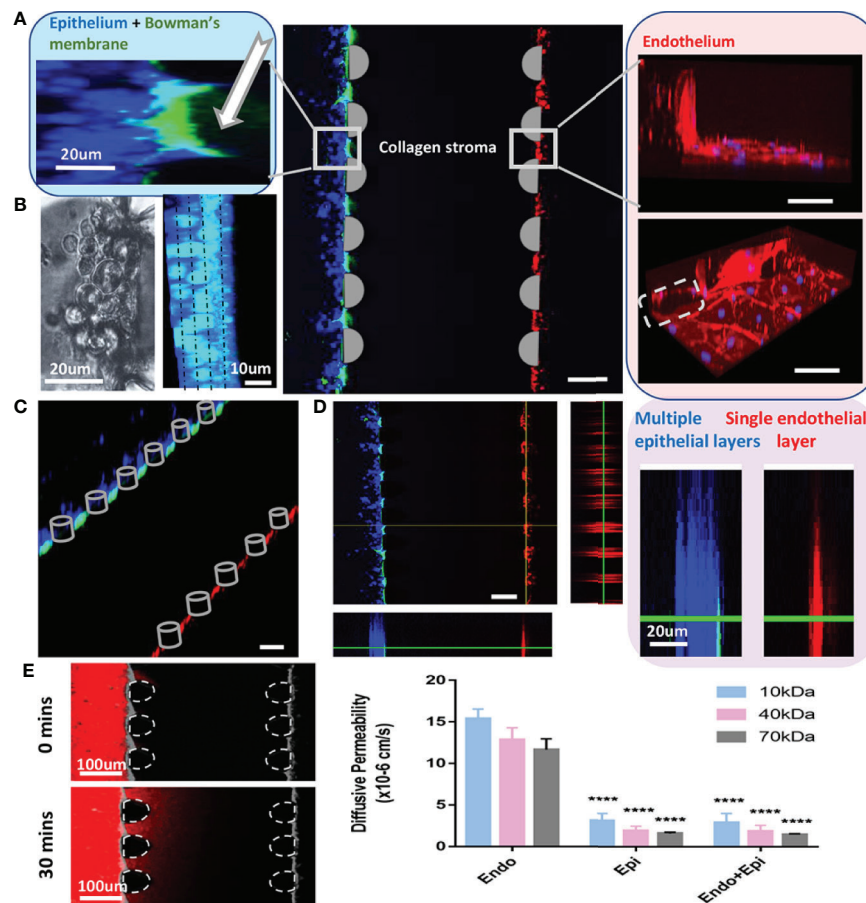 A
Epithelium + Bowman's
membrane
20um
Collagen stroma
Endothelium
B
20um
10um
C
D
Multiple
epithelial layers
Single endothelial
layer
20um
E
0 mins
100um
30 mins
100um
Diffusive Permeability
(x10-6 cm/s)
20
15
10
5
0
10kDa
40kDa
70kDa
****
****
****
****
****
****
Endo
Epi
Endo+Epi